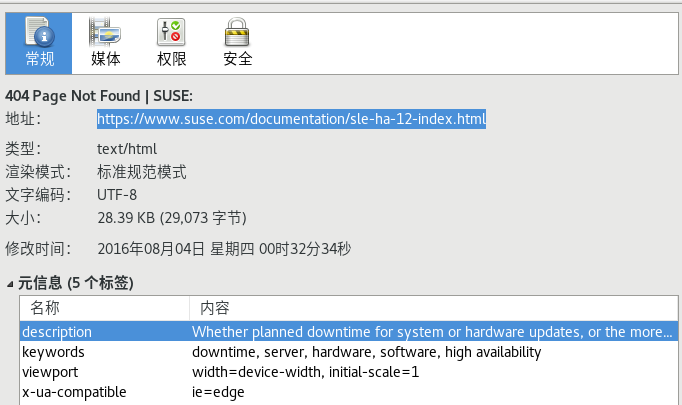 常规 媒体 权限 安全
404 Page Not Found | SUSE:
地址： https://www.suse.com/documentation/sle-ha-12-index.html
类型： text/html
渲染模式： 标准规范模式
文字编码： UTF-8
大小： 28.39 KB (29,073 字节)
修改时间： 2016年08月04日 星期四 00时32分34秒
元信息 (5 个标签)
名称 内容
description Whether planned downtime for system or hardware updates, or the more...
keywords downtime, server, hardware, software, high availability
viewport width=device-width, initial-scale=1
x-ua-compatible ie=edge